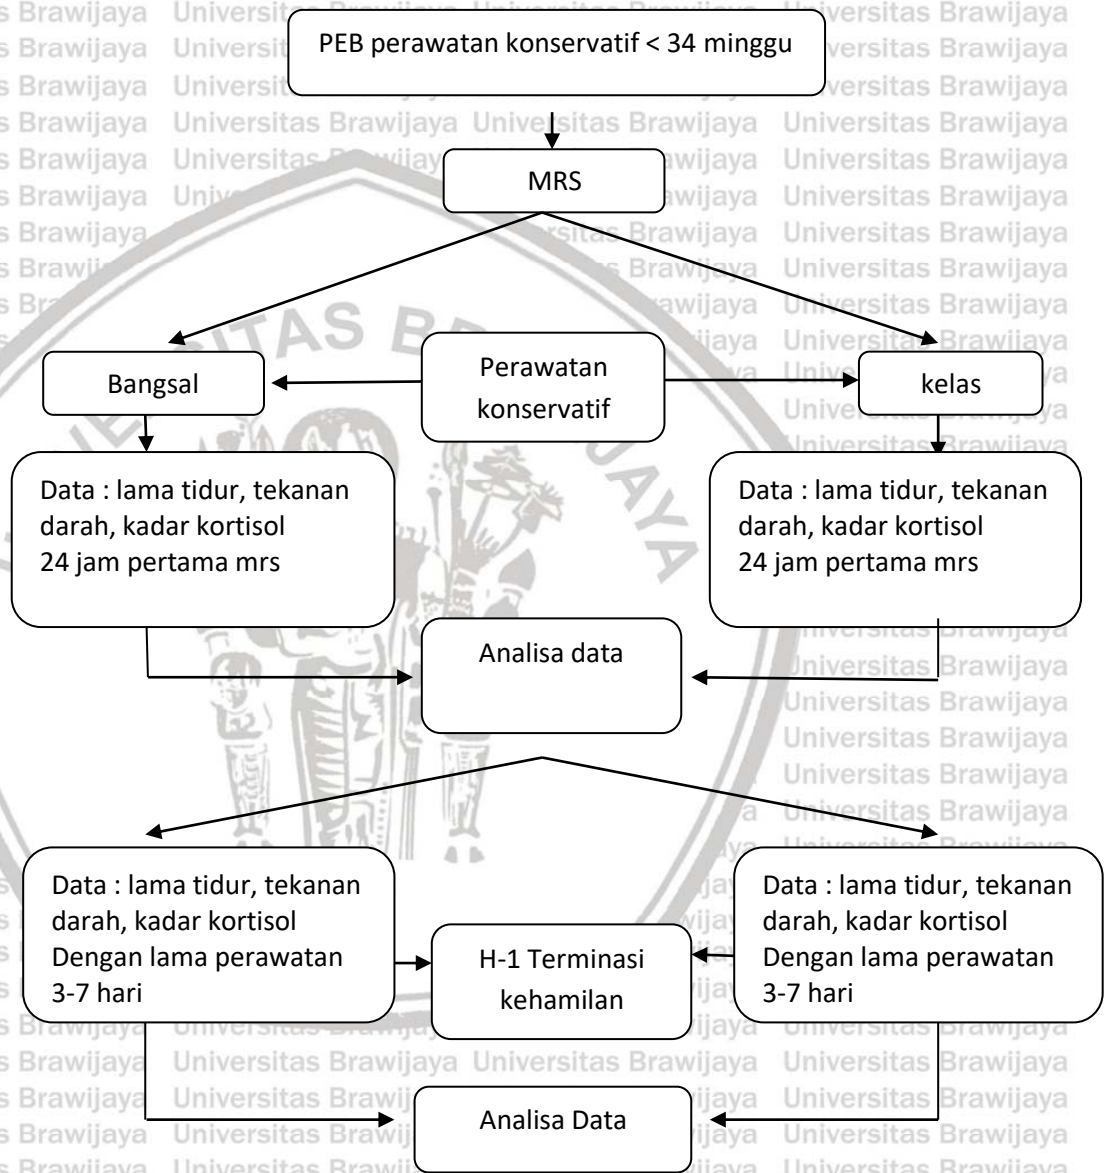 PEB perawatan konservatif < 34 minggu
MRS
Bangsal
Perawatan
konservatif
kelas
Data : lama tidur, tekanan
darah, kadar kortisol
24 jam pertama mrs
Data : lama tidur, tekanan
darah, kadar kortisol
24 jam pertama mrs
Analisa data
Data : lama tidur, tekanan
darah, kadar kortisol
Dengan lama perawatan
3-7 hari
H-1 Terminasi
kehamilan
Data : lama tidur, tekanan
darah, kadar kortisol
Dengan lama perawatan
3-7 hari
Analisa Data